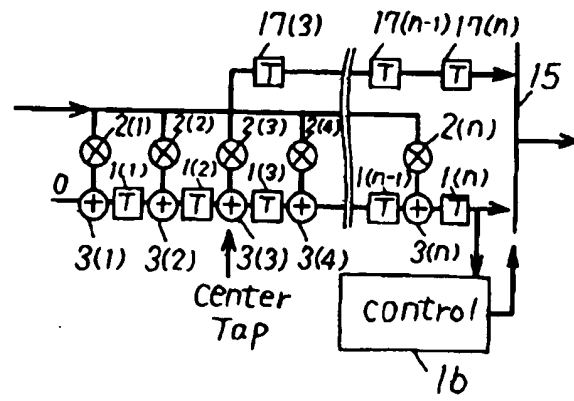 17(3) 17(n-1) 17(n)
T T T
15
2(1) 2(2) 2(3) 2(4) 2(n)
1(1) 1(2) 1(3) 1(n-1) 1(n)
0 T T T T T
3(1) 3(2) 3(3) 3(4) 3(n)
center
Tap
control
16